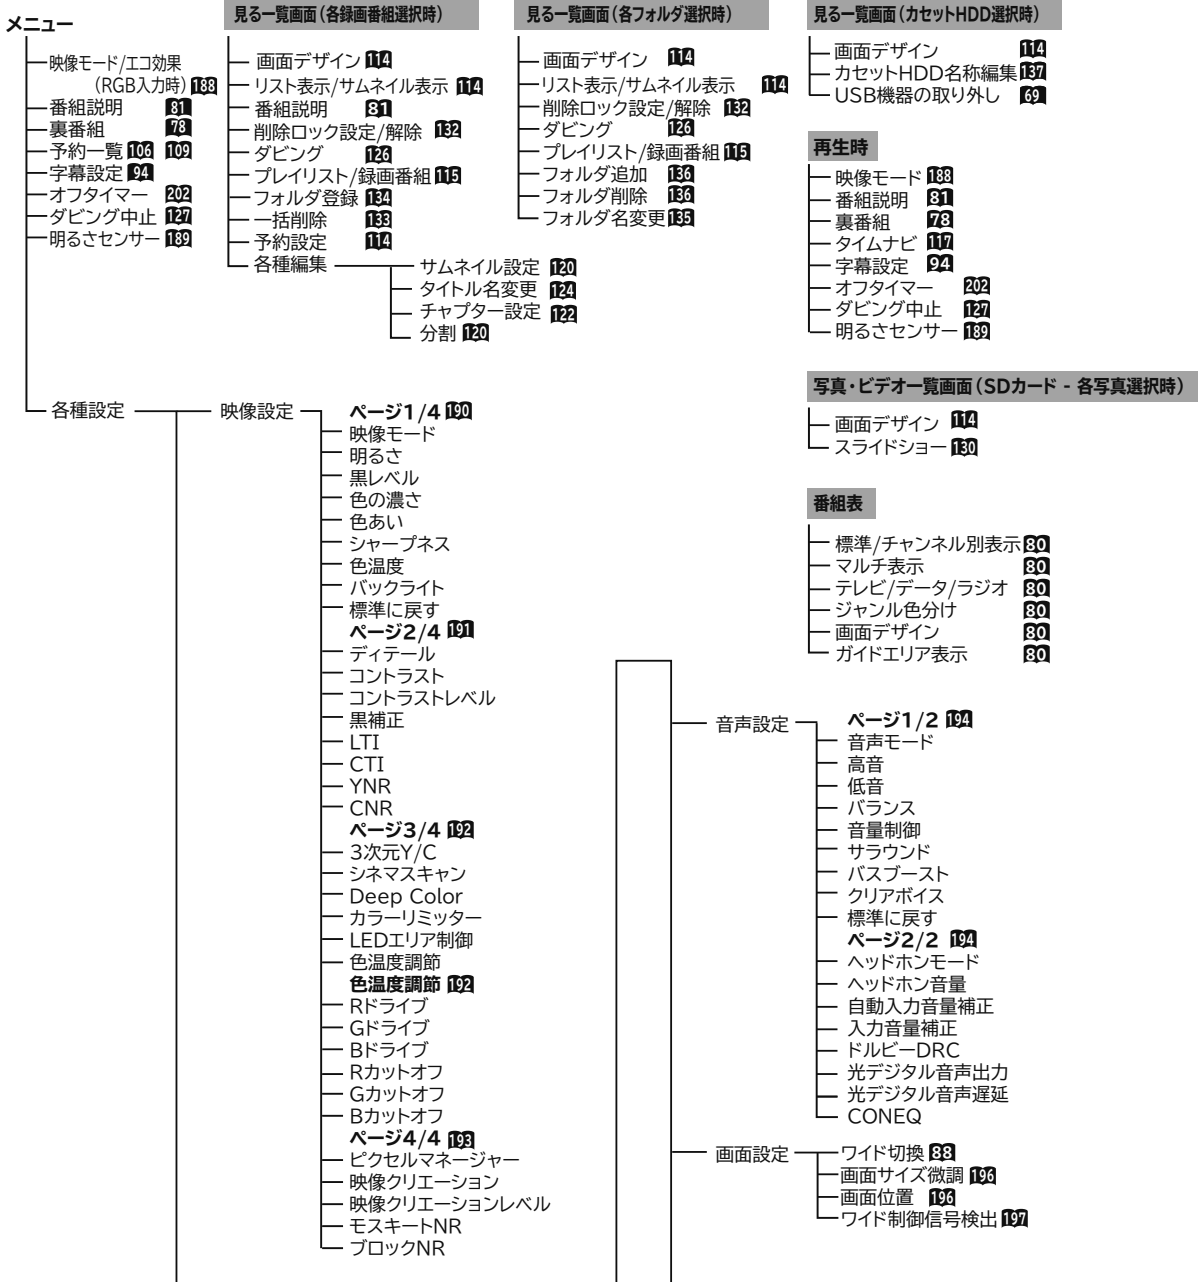 メニュー
映像モード/エコ効果
(RGB入力時) 188
番組説明 81
裏番組 78
予約一覧 106 109
字幕設定 94
オフタイマー 202
ダビング中止 127
明るさセンサー 189
見る一覧画面(各録画番組選択時)
画面デザイン 114
リスト表示/サムネイル表示 114
番組説明 81
削除ロック設定/解除 132
ダビング 126
プレイリスト/録画番組 115
フォルダ登録 134
一括削除 133
予約設定 114
各種編集
サムネイル設定 120
タイトル名変更 124
チャプター設定 122
分割 120
見る一覧画面(各フォルダ選択時)
画面デザイン 114
リスト表示/サムネイル表示 114
削除ロック設定/解除 132
ダビング 126
プレイリスト/録画番組 115
フォルダ追加 136
フォルダ削除 136
フォルダ名変更 135
見る一覧画面(カセットHDD選択時)
画面デザイン 114
カセットHDD名称編集 137
USB機器の取り外し 69
再生時
映像モード 188
番組説明 81
裏番組 78
タイムナビ 117
字幕設定 94
オフタイマー 202
ダビング中止 127
明るさセンサー 189
写真・ビデオ一覧画面(SDカード - 各写真選択時)
画面デザイン 114
スライドショー 130
番組表
標準/チャンネル別表示 80
マルチ表示 80
テレビ/データ/ラジオ 80
ジャンル色分け 80
画面デザイン 80
ガイドエリア表示 80
各種設定
映像設定
ページ1/4 190
映像モード
明るさ
黒レベル
色の濃さ
色あい
シャープネス
色温度
バックライト
標準に戻す
ページ2/4 191
ディテール
コントラスト
コントラストレベル
黒補正
LTI
CTI
YNR
CNR
ページ3/4 192
3次元Y/C
シネマスキャン
Deep Color
カラーリミッター
LEDエリア制御
色温度調節
色温度調節 192
Rドライブ
Gドライブ
Bドライブ
Rカットオフ
Gカットオフ
Bカットオフ
ページ4/4 193
ピクセルマネージャー
映像クリエーション
映像クリエーションレベル
モスキートNR
ブロックNR
音声設定
ページ1/2 194
音声モード
高音
低音
バランス
音量制御
サラウンド
バスブースト
クリアボイス
標準に戻す
ページ2/2 194
ヘッドホンモード
ヘッドホン音量
自動入力音量補正
入力音量補正
ドルビーDRC
光デジタル音声出力
光デジタル音声遅延
CONEQ
画面設定
ワイド切換 88
画面サイズ微調 196
画面位置 196
ワイド制御信号検出 197